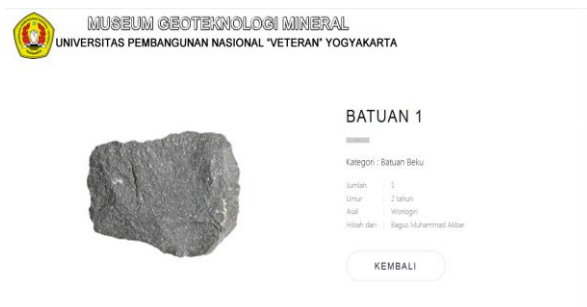 MUSEUM GEOTEKNOLOGI MINERAL
UNIVERSITAS PEMBANGUNAN NASIONAL "VETERAN" YOGYAKARTA
BATUAN 1
Kategori : Batuan Beku
Jumlah : 1
Umur : 2 tahun
Asal : Wonogiri
Hibah dari : Bagus Muhammad Akbar
KEMBALI